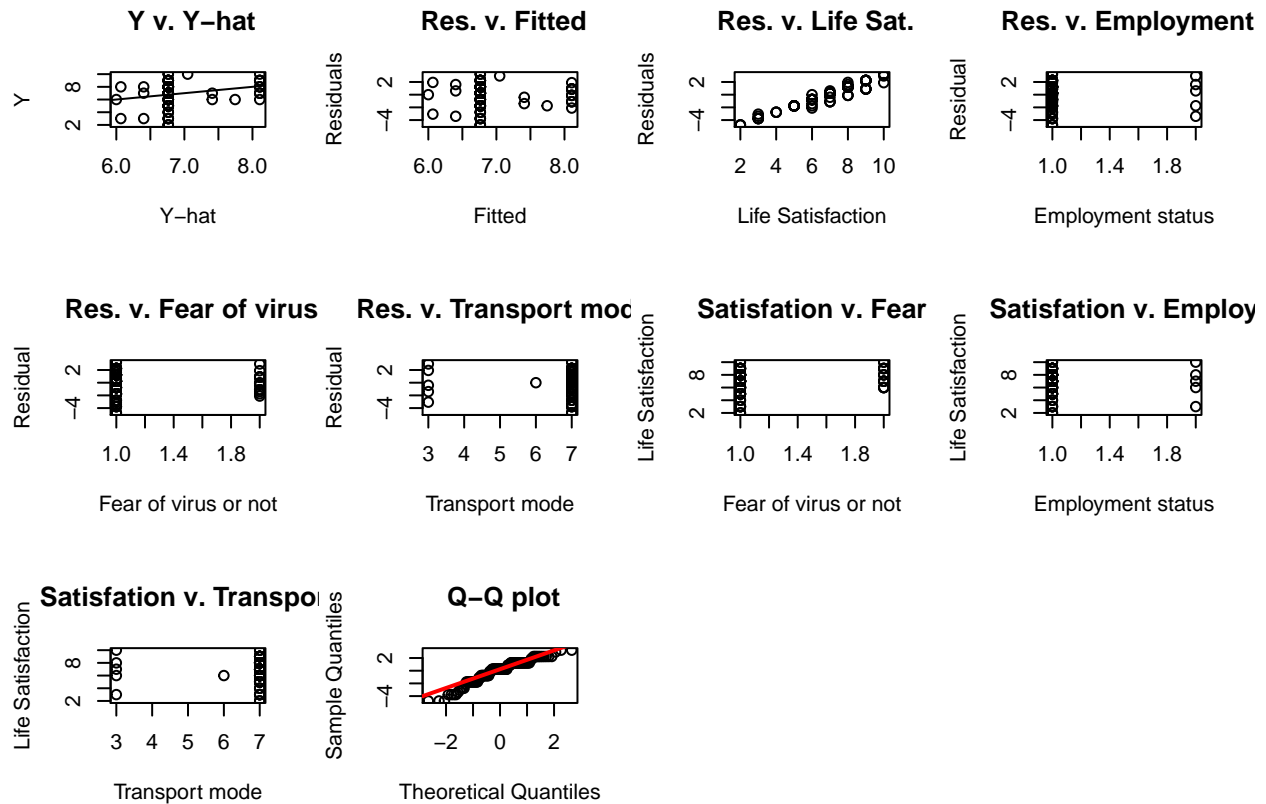 Y v. Y−hat
Y
8
2
6.0 7.0 8.0
Y−hat
Res. v. Fitted
Residuals
2
−4
6.0 7.0 8.0
Fitted
Res. v. Life Sat.
Residuals
2
−4
2 4 6 8 10
Life Satisfaction
Res. v. Employment
Residual
2
−4
1.0 1.4 1.8
Employment status
Res. v. Fear of virus
Residual
2
−4
1.0 1.4 1.8
Fear of virus or not
Res. v. Transport mod
Residual
2
−4
3 4 5 6 7
Transport mode
Satisfation v. Fear
Life Satisfaction
8
2
1.0 1.4 1.8
Fear of virus or not
Satisfation v. Employ
Life Satisfaction
8
2
1.0 1.4 1.8
Employment status
Satisfation v. Transpor
Life Satisfaction
8
2
3 4 5 6 7
Transport mode
Q−Q plot
Sample Quantiles
2
−4
−2 0 2
Theoretical Quantiles